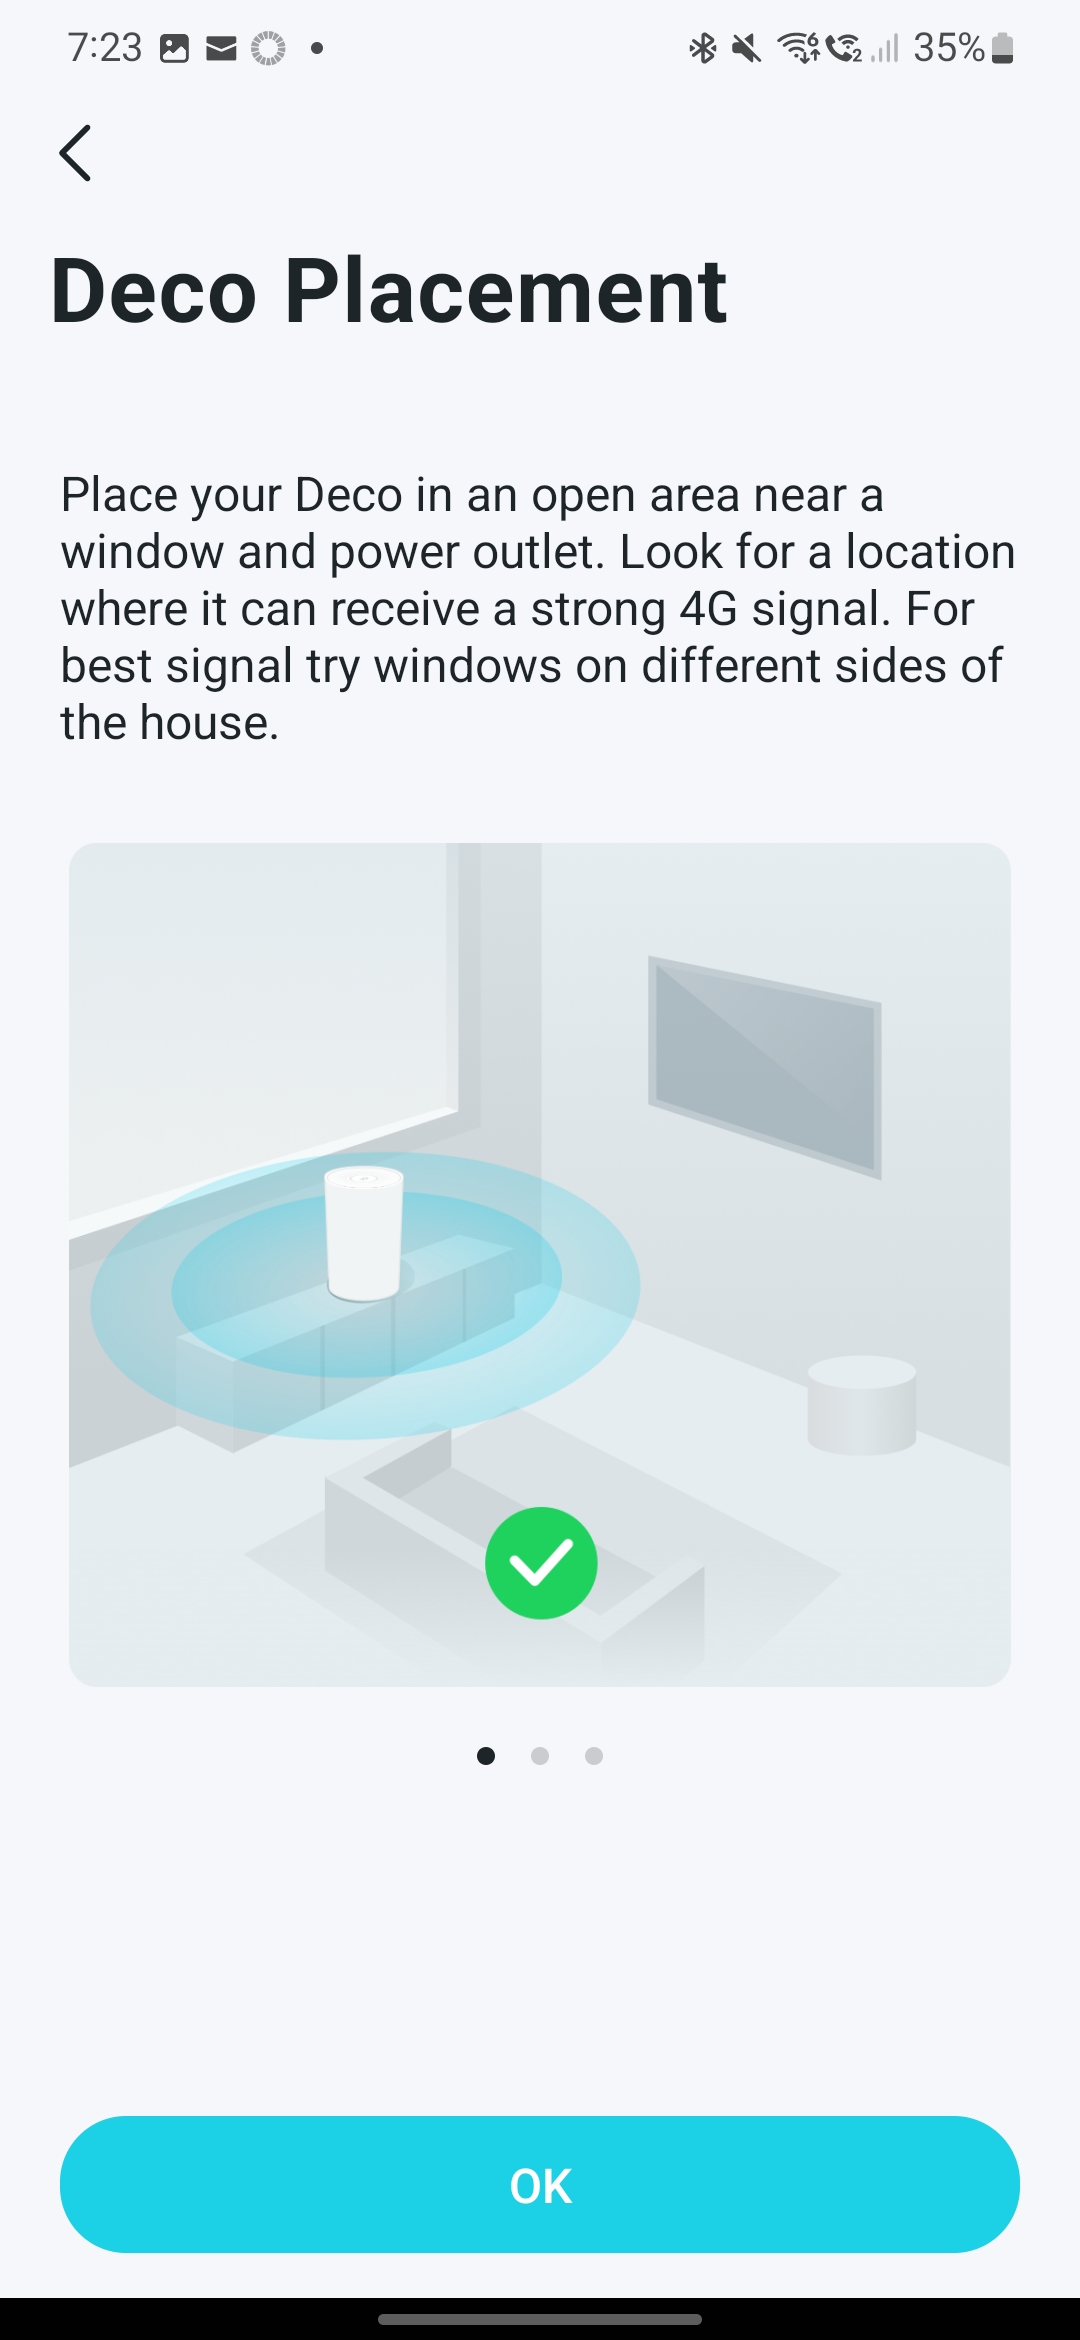 7:23 6 2 35%
Deco Placement
Place your Deco in an open area near a
window and power outlet. Look for a location
where it can receive a strong 4G signal. For
best signal try windows on different sides of
the house.
OK